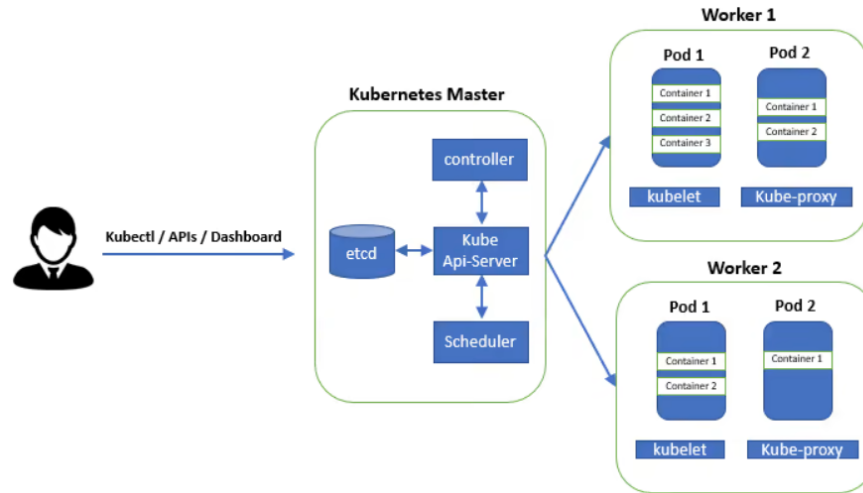 Kubectl / APIs / Dashboard
Kubernetes Master
controller
etcd
Kube
Api-Server
Scheduler
Worker 1
Pod 1
Container 1
Container 2
Container 3
Pod 2
Container 1
Container 2
kubelet
Kube-proxy
Worker 2
Pod 1
Container 1
Container 2
Pod 2
Container 1
kubelet
Kube-proxy